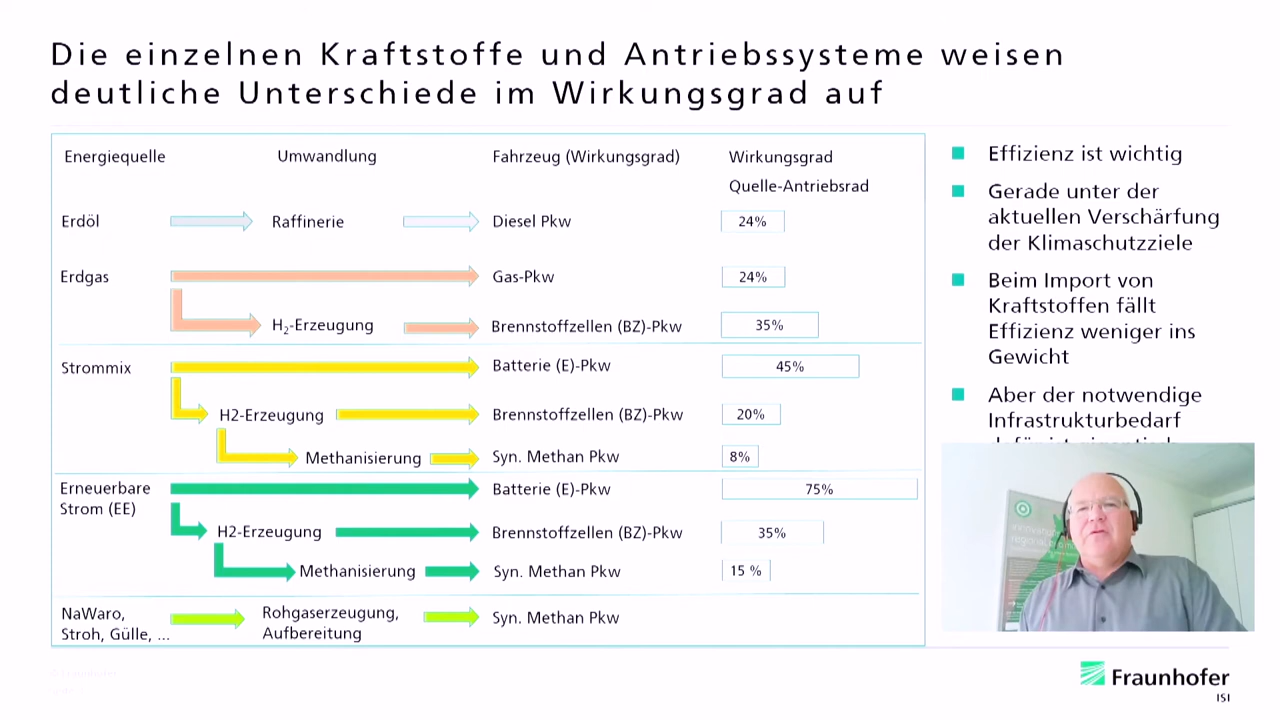 Die einzelnen Kraftstoffe und Antriebssysteme weisen
deutliche Unterschiede im Wirkungsgrad auf
Energiequelle Umwandlung Fahrzeug (Wirkungsgrad) Wirkungsgrad
Quelle-Antriebsrad
Erdöl Raffinerie Diesel Pkw 24%
Erdgas Gas-Pkw 24%
H₂-Erzeugung Brennstoffzellen (BZ)-Pkw 35%
Strommix Batterie (E)-Pkw 45%
H2-Erzeugung Brennstoffzellen (BZ)-Pkw 20%
Methanisierung Syn. Methan Pkw 8%
Erneuerbare Batterie (E)-Pkw 75%
Strom (EE)
H2-Erzeugung Brennstoffzellen (BZ)-Pkw 35%
Methanisierung Syn. Methan Pkw 15 %
NaWaro, Rohgaserzeugung, Syn. Methan Pkw
Stroh, Gülle, ... Aufbereitung
Effizienz ist wichtig
Gerade unter der
aktuellen Verschärfung
der Klimaschutzziele
Beim Import von
Kraftstoffen fällt
Effizienz weniger ins
Gewicht
Aber der notwendige
Infrastrukturbedarf
Fraunhofer
ISI